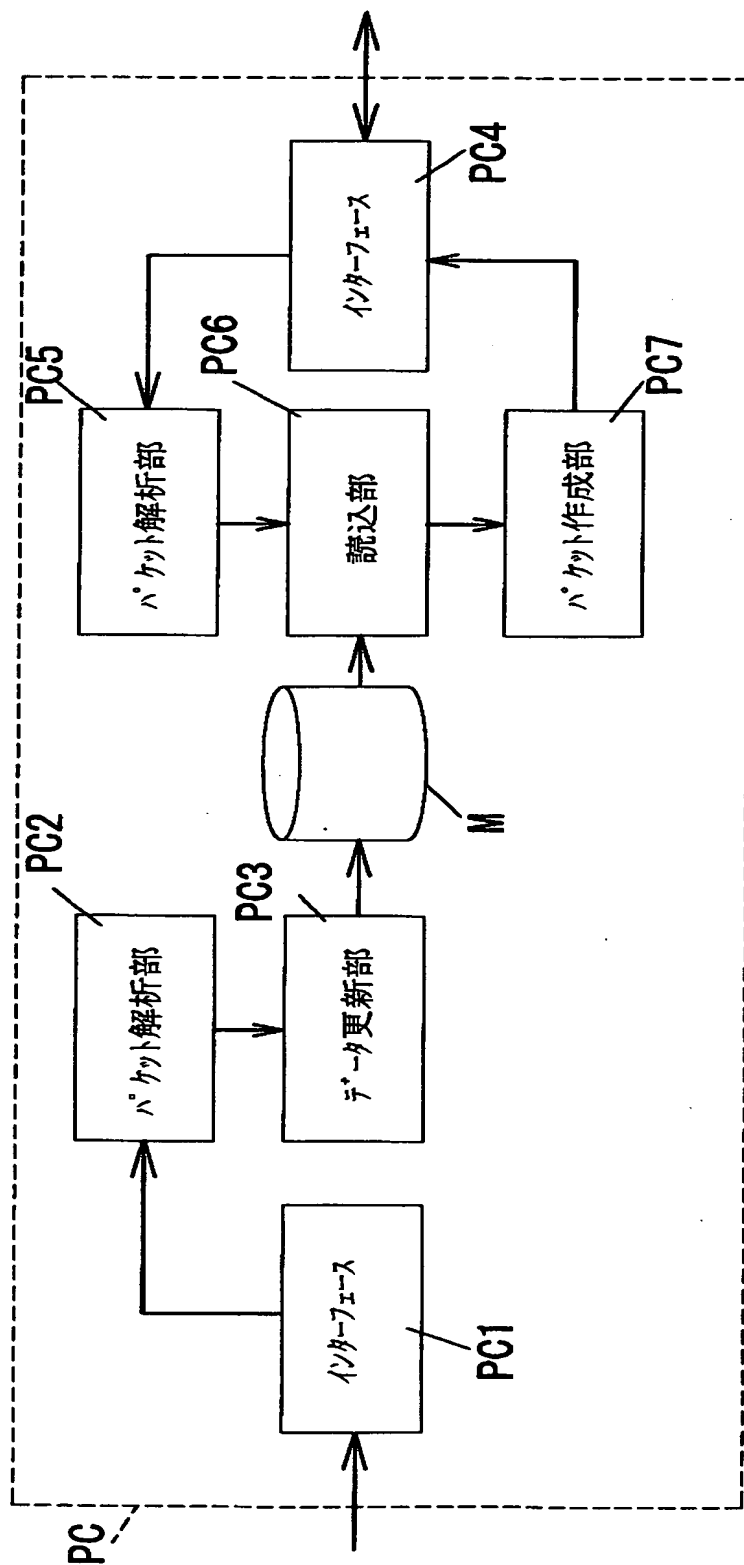 PC
インターフェース
PC1
パケット解析部
PC2
データ更新部
PC3
M
パケット解析部
PC5
読込部
PC6
パケット作成部
PC7
インターフェース
PC4